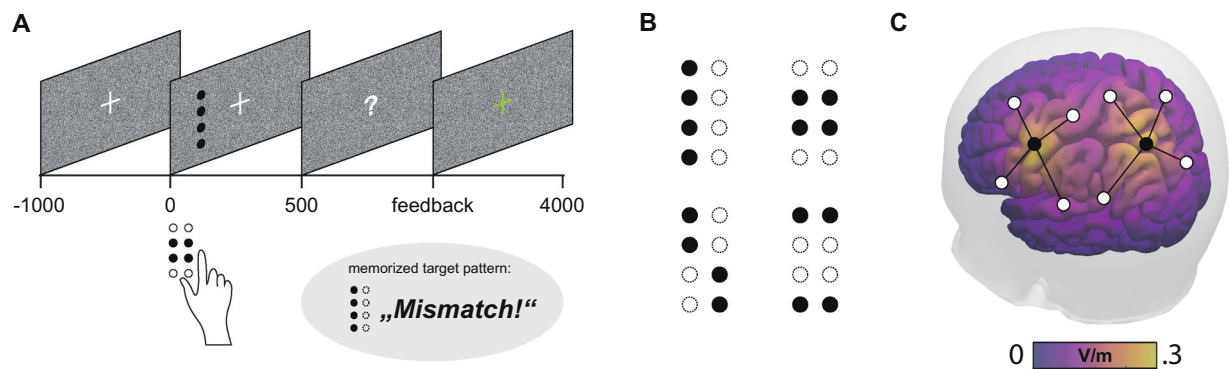 A
B
C
?
-1000
0
500
feedback
4000
memorized target pattern:
„Mismatch!“
0
V/m
.3